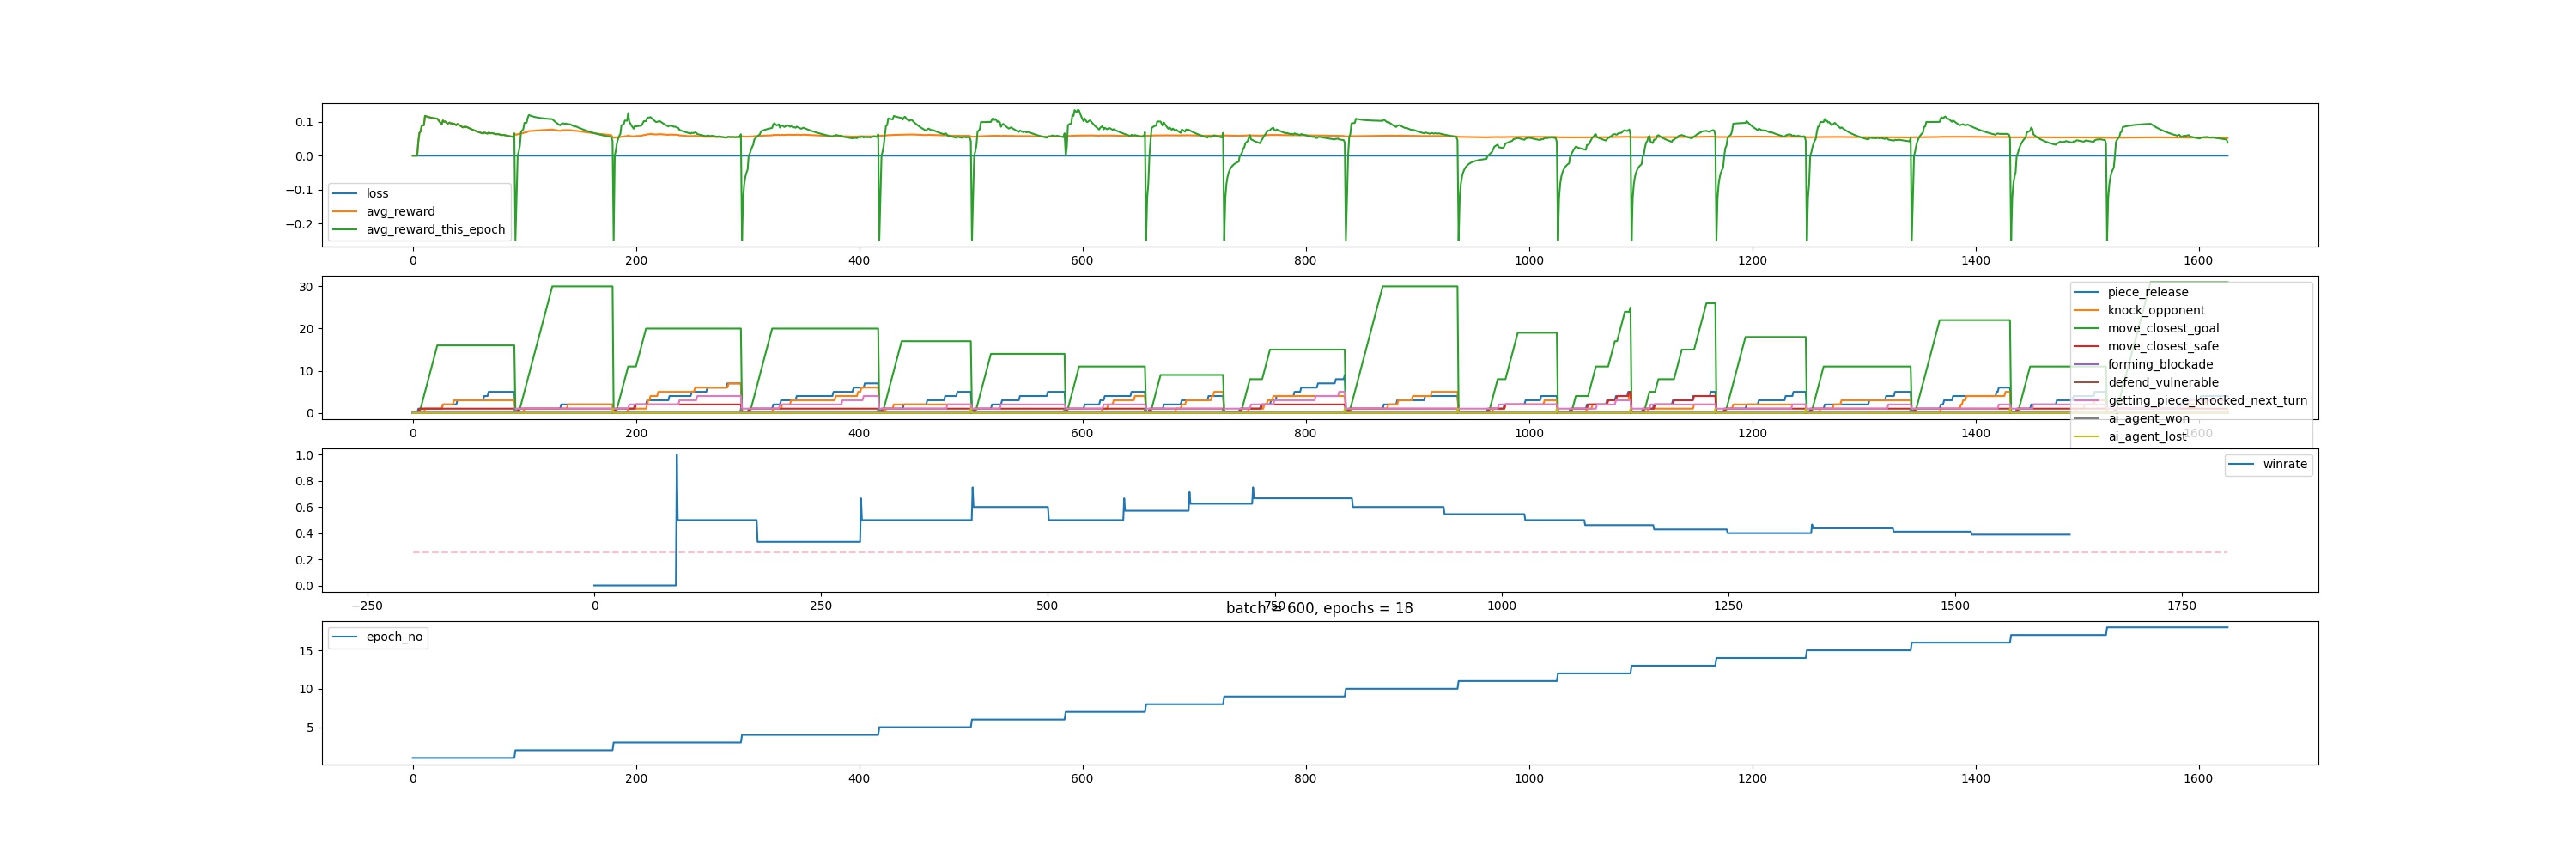 0.1
0.0
−0.1
−0.2
loss
avg_reward
avg_reward_this_epoch
0 200 400 600 800 1000 1200 1400 1600
30
20
10
0
piece_release
knock_opponent
move_closest_goal
move_closest_safe
forming_blockade
defend_vulnerable
getting_piece_knocked_next_turn
ai_agent_won
ai_agent_lost
0 200 400 600 800 1000 1200 1400 1600
1.0
0.8
0.6
0.4
0.2
0.0
winrate
−250 0 250 500 750 1000 1250 1500 1750
batch = 600, epochs = 18
epoch_no
15
10
5
0 200 400 600 800 1000 1200 1400 1600